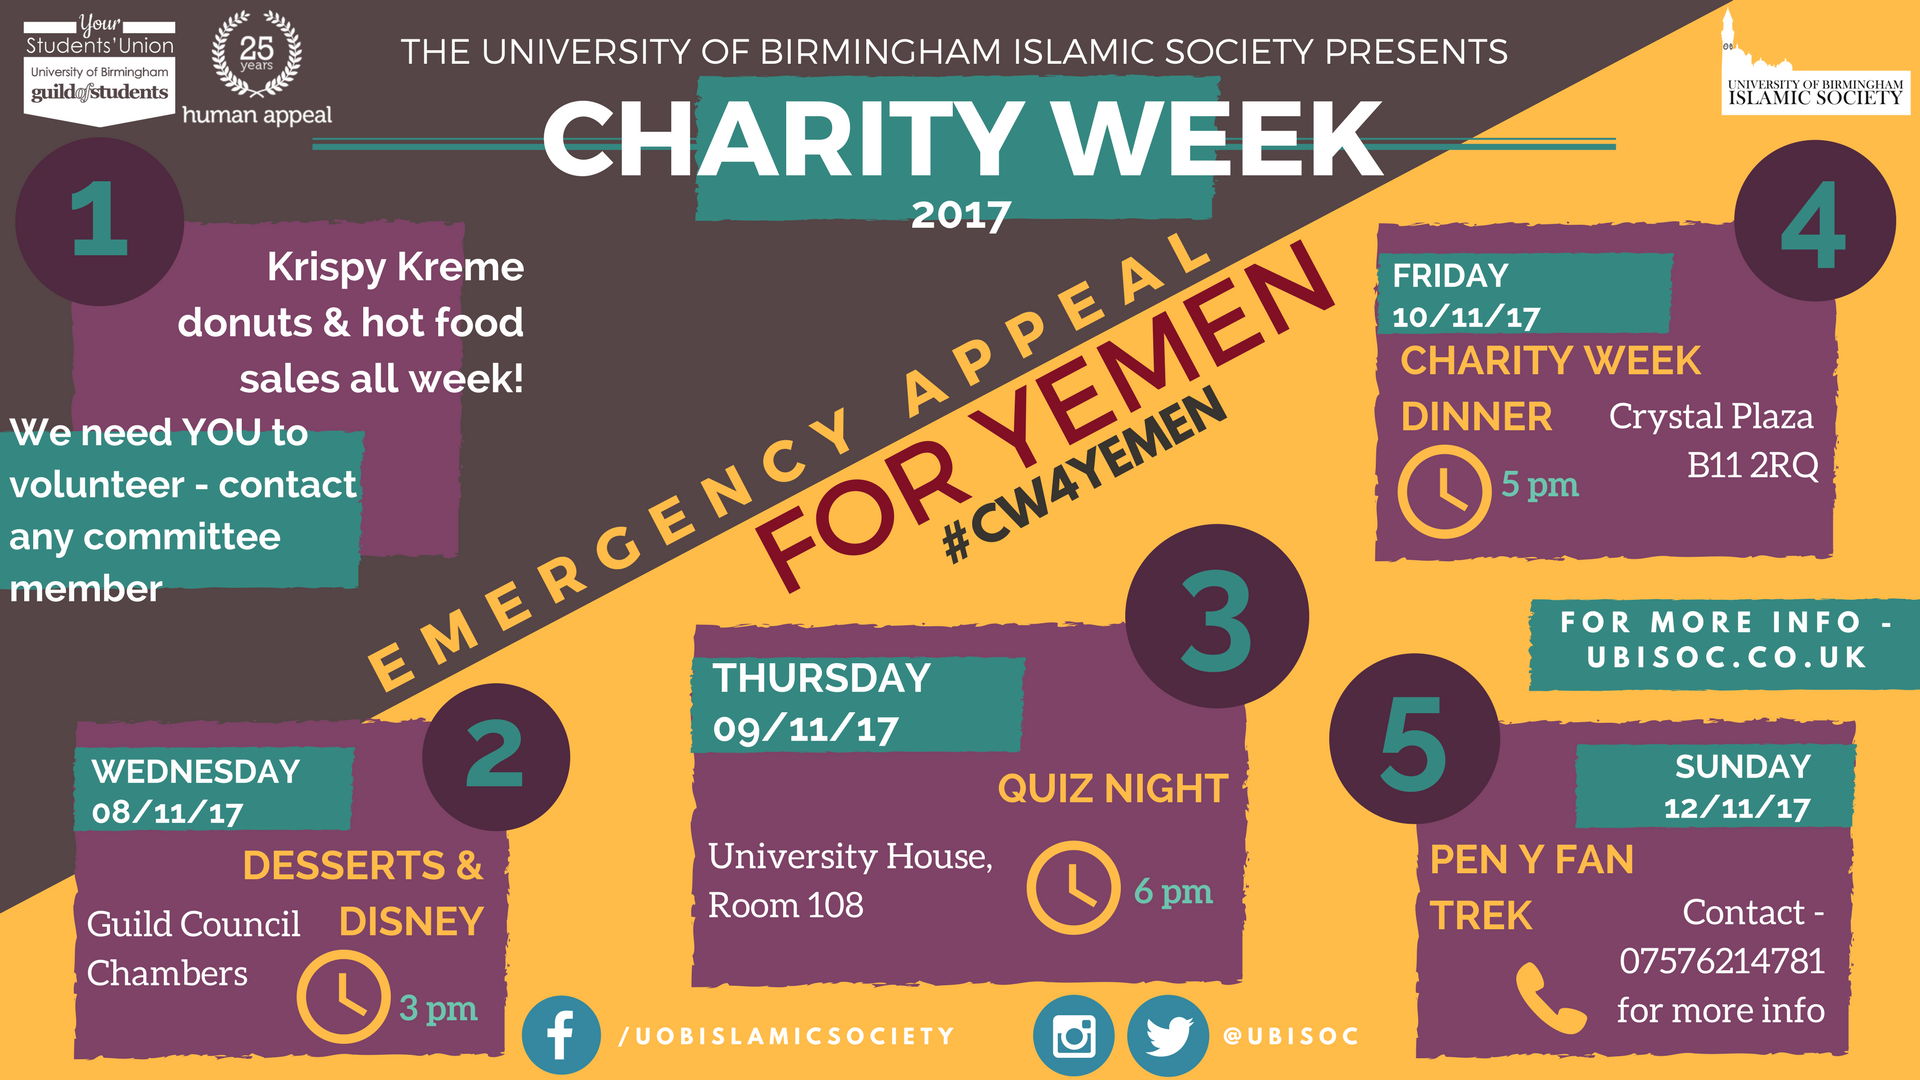 Your
Students'Union
University of Birmingham
guildofstudents
25
years
human appeal
THE UNIVERSITY OF BIRMINGHAM ISLAMIC SOCIETY PRESENTS
CHARITY WEEK
2017
UNIVERSITY OF BIRMINGHAM
ISLAMIC SOCIETY
EMERGENCY APPEAL
FOR YEMEN
#CW4YEMEN
1
Krispy Kreme
donuts & hot food
sales all week!
We need YOU to
volunteer - contact
any committee
member
2
WEDNESDAY
08/11/17
DESSERTS &
DISNEY
Guild Council
Chambers
3 pm
3
THURSDAY
09/11/17
QUIZ NIGHT
University House,
Room 108
6 pm
4
FRIDAY
10/11/17
CHARITY WEEK
DINNER
Crystal Plaza
B11 2RQ
5 pm
FOR MORE INFO -
UBISOC.CO.UK
5
SUNDAY
12/11/17
PEN Y FAN
TREK
Contact -
07576214781
for more info
/UOBISLAMICSOCIETY
@UBISOC